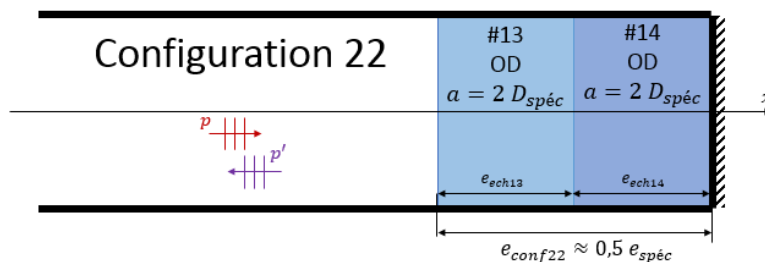 Configuration 22
#13
OD
a = 2 D_spéc
#14
OD
a = 2 D_spéc
p
p'
e_ech13
e_ech14
e_conf22 ≈ 0,5 e_spéc